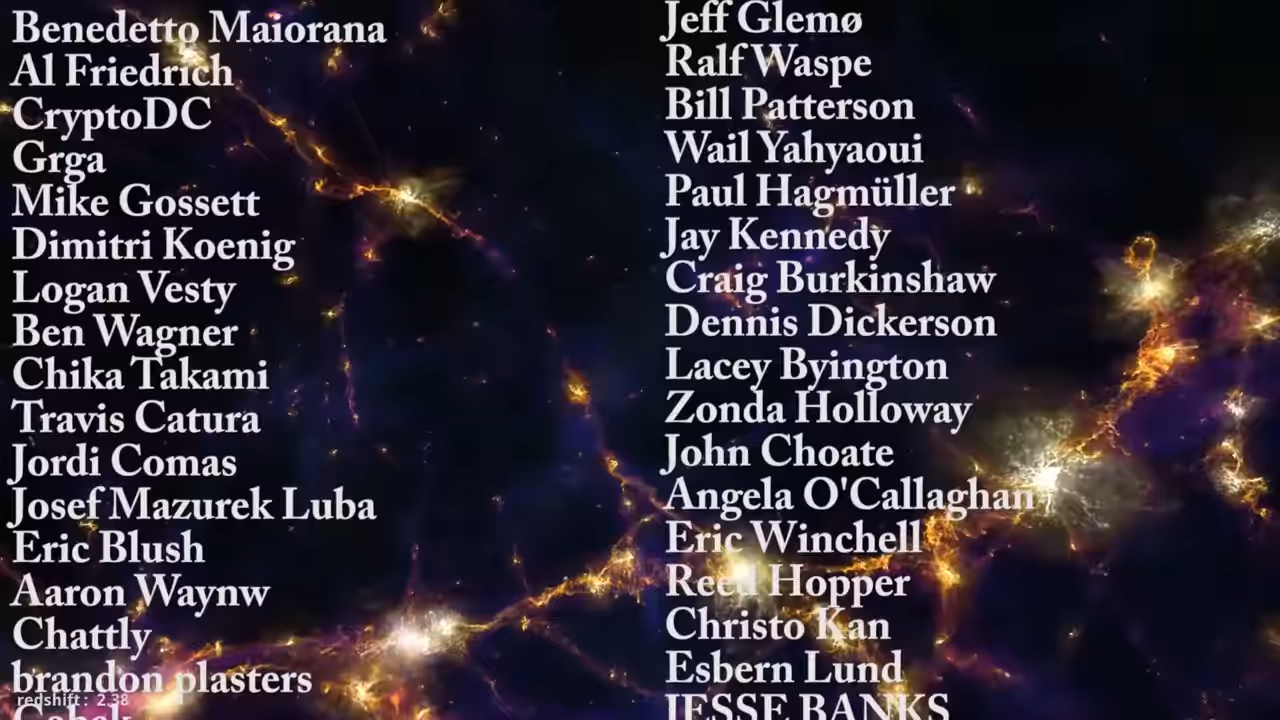 Benedetto Maiorana
Al Friedrich
CryptoDC
Grga
Mike Gossett
Dimitri Koenig
Logan Vesty
Ben Wagner
Chika Takami
Travis Catura
Jordi Comas
Josef Mazurek Luba
Eric Blush
Aaron Waynw
Chattly
brandon plasters
redshift: 2.38
Jeff Glemø
Ralf Waspe
Bill Patterson
Wail Yahyaoui
Paul Hagmüller
Jay Kennedy
Craig Burkinshaw
Dennis Dickerson
Lacey Byington
Zonda Holloway
John Choate
Angela O'Callaghan
Eric Winchell
Reed Hopper
Christo Kan
Esbern Lund
JESSE BANKS